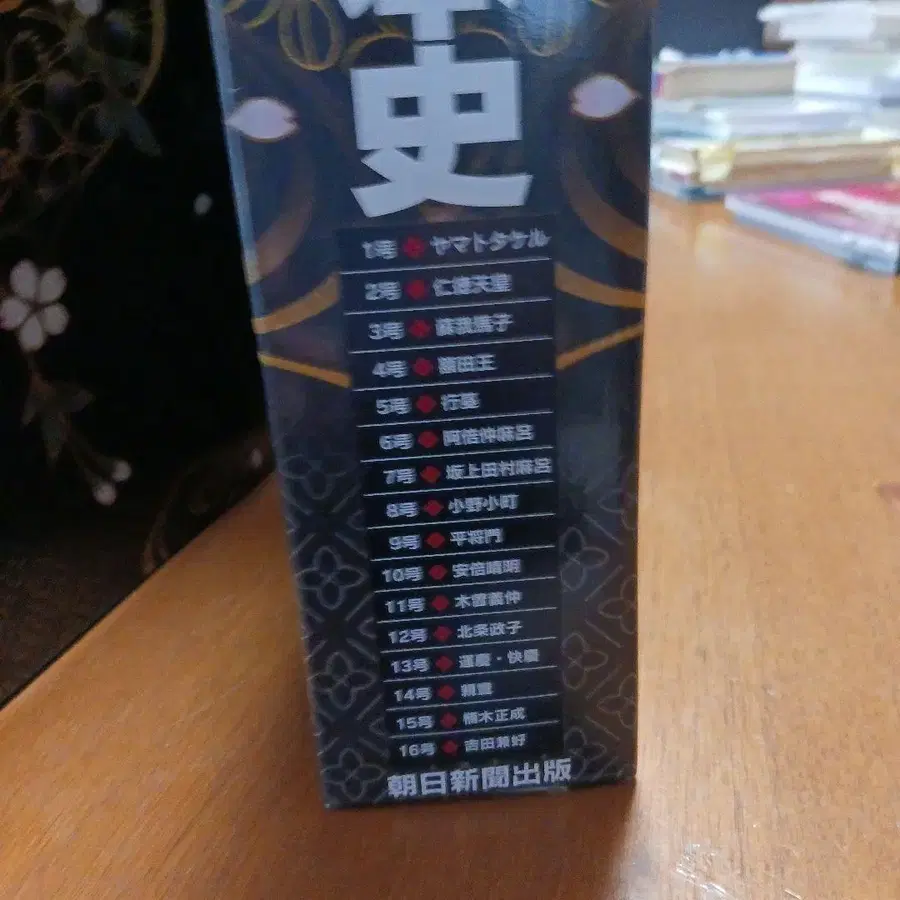 史
1号◆ヤマトタケル
2号◆仁徳天皇
3号◆蘇我馬子
4号◆額田王
5号◆行基
6号◆阿倍仲麻呂
7号◆坂上田村麻呂
8号◆小野小町
9号◆平将門
10号◆安倍晴明
11号◆木曽義仲
12号◆北条政子
13号◆運慶・快慶
14号◆親鸞
15号◆楠木正成
16号◆吉田兼好
朝日新聞出版